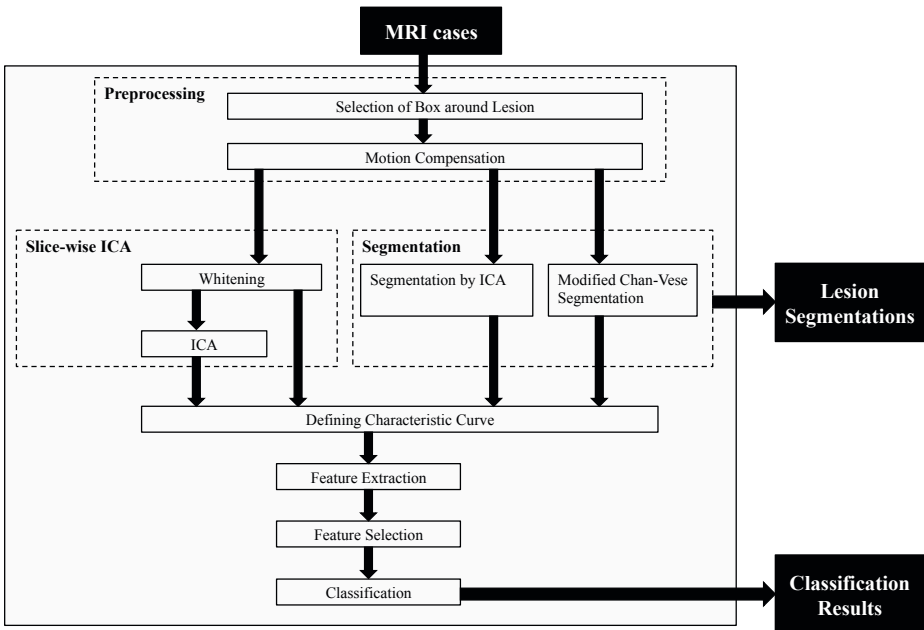 MRI cases
Preprocessing
Selection of Box around Lesion
Motion Compensation
Slice-wise ICA
Whitening
ICA
Segmentation
Segmentation by ICA
Modified Chan-Vese
Segmentation
Lesion
Segmentations
Defining Characteristic Curve
Feature Extraction
Feature Selection
Classification
Classification
Results